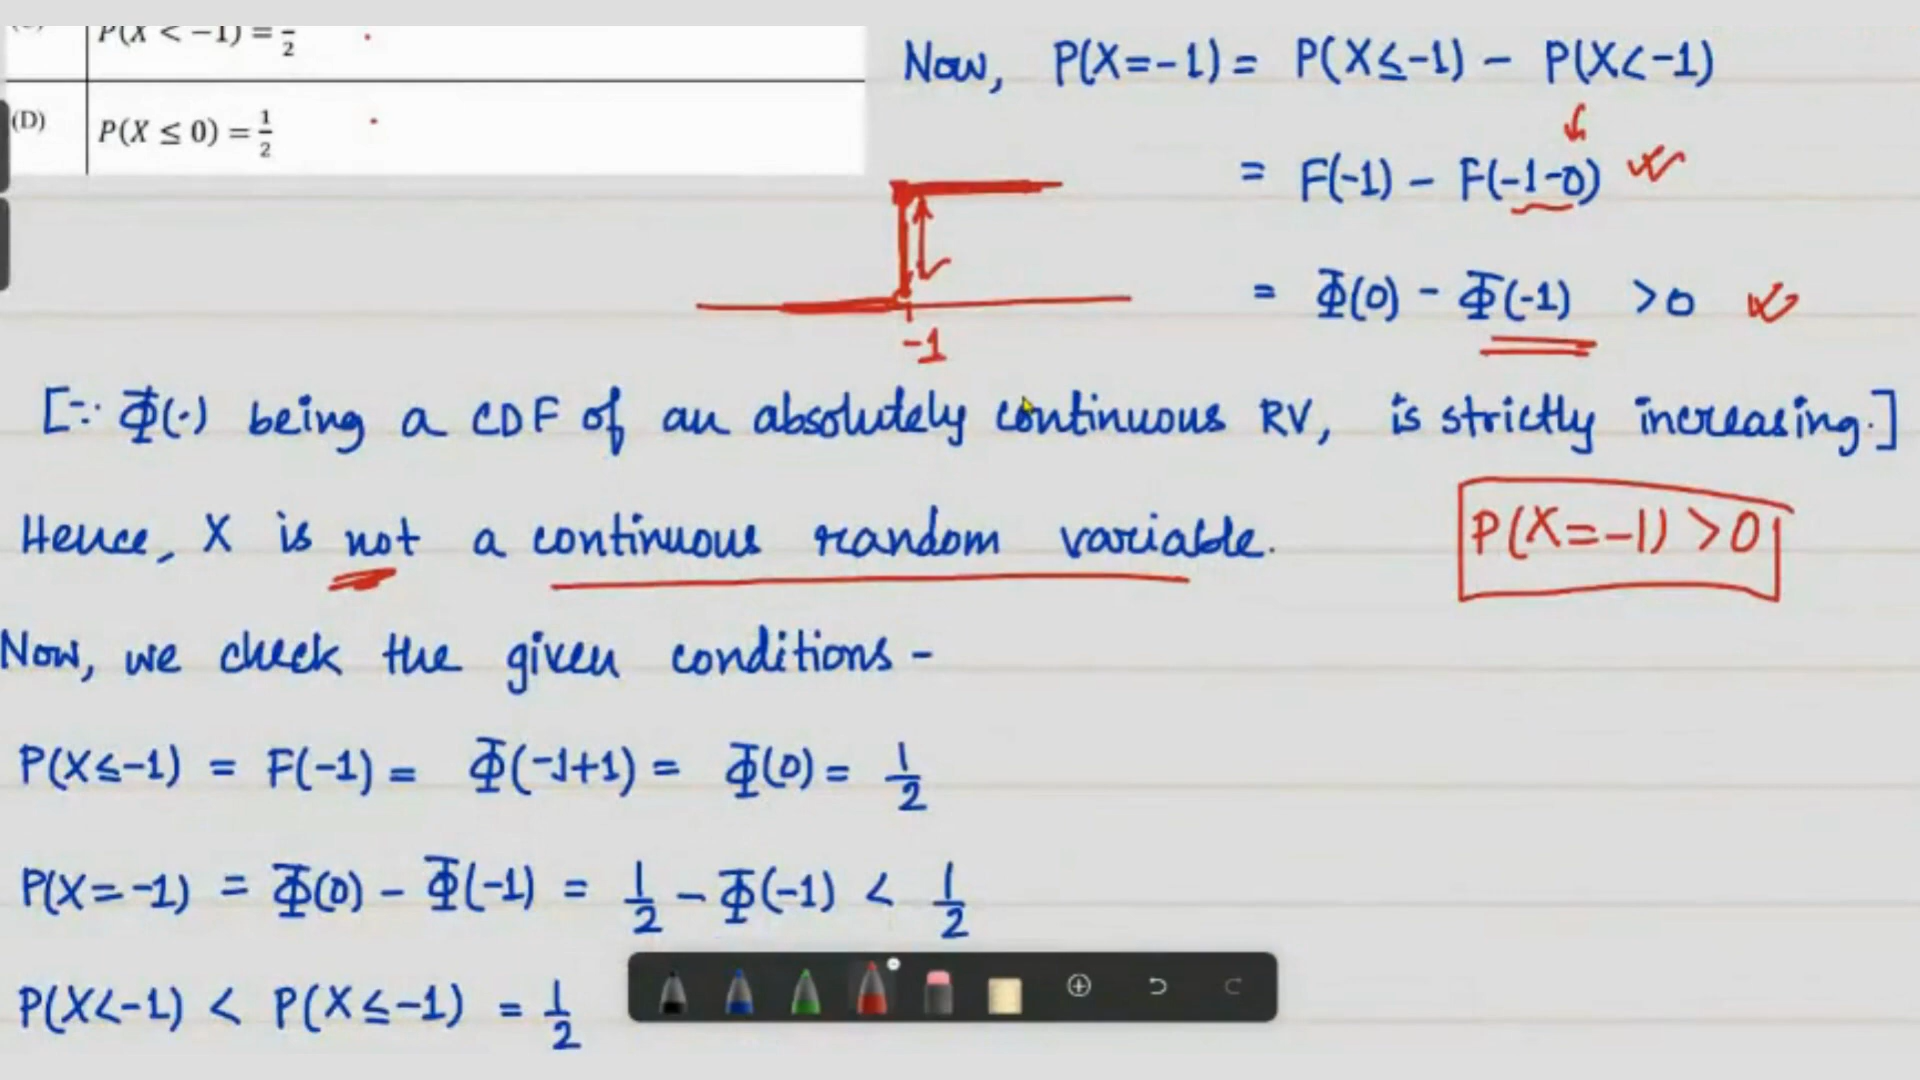 P(X < −1) = 1/2
(D) P(X ≤ 0) = 1/2
Now, P(X=-1) = P(X≤-1) - P(X<-1)
= F(-1) - F(-1-0)
= Φ(0) - Φ(-1) >0
-1
[∵ Φ(·) being a CDF of an absolutely continuous RV, is strictly increasing.]
Hence, X is not a continuous random variable.
P(X=-1) >0
Now, we check the given conditions -
P(X≤-1) = F(-1) = Φ(-1+1) = Φ(0) = 1/2
P(X=-1) = Φ(0) - Φ(-1) = 1/2 - Φ(-1) < 1/2
P(X<-1) < P(X≤-1) = 1/2